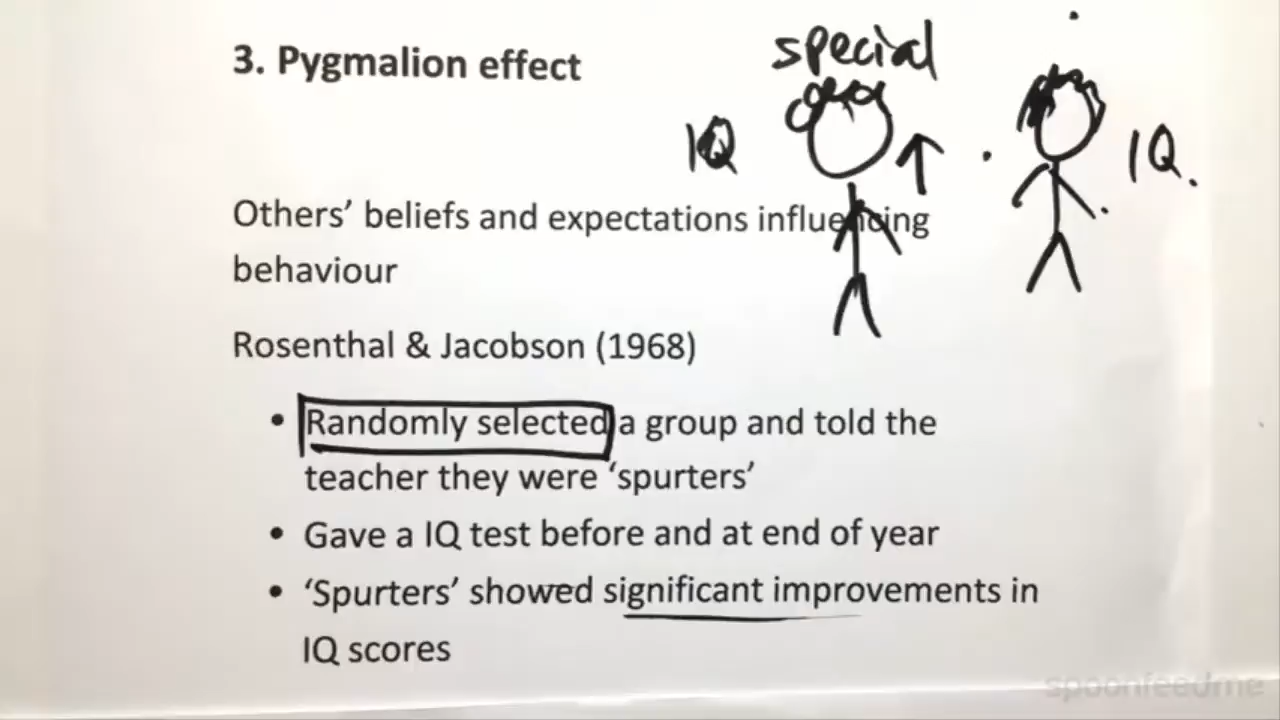 3. Pygmalion effect
special
IQ
IQ.
Others' beliefs and expectations influencing
behaviour
Rosenthal & Jacobson (1968)
• Randomly selected a group and told the
teacher they were 'spurters'
• Gave a IQ test before and at end of year
• 'Spurters' showed significant improvements in
IQ scores
spoonfeedme